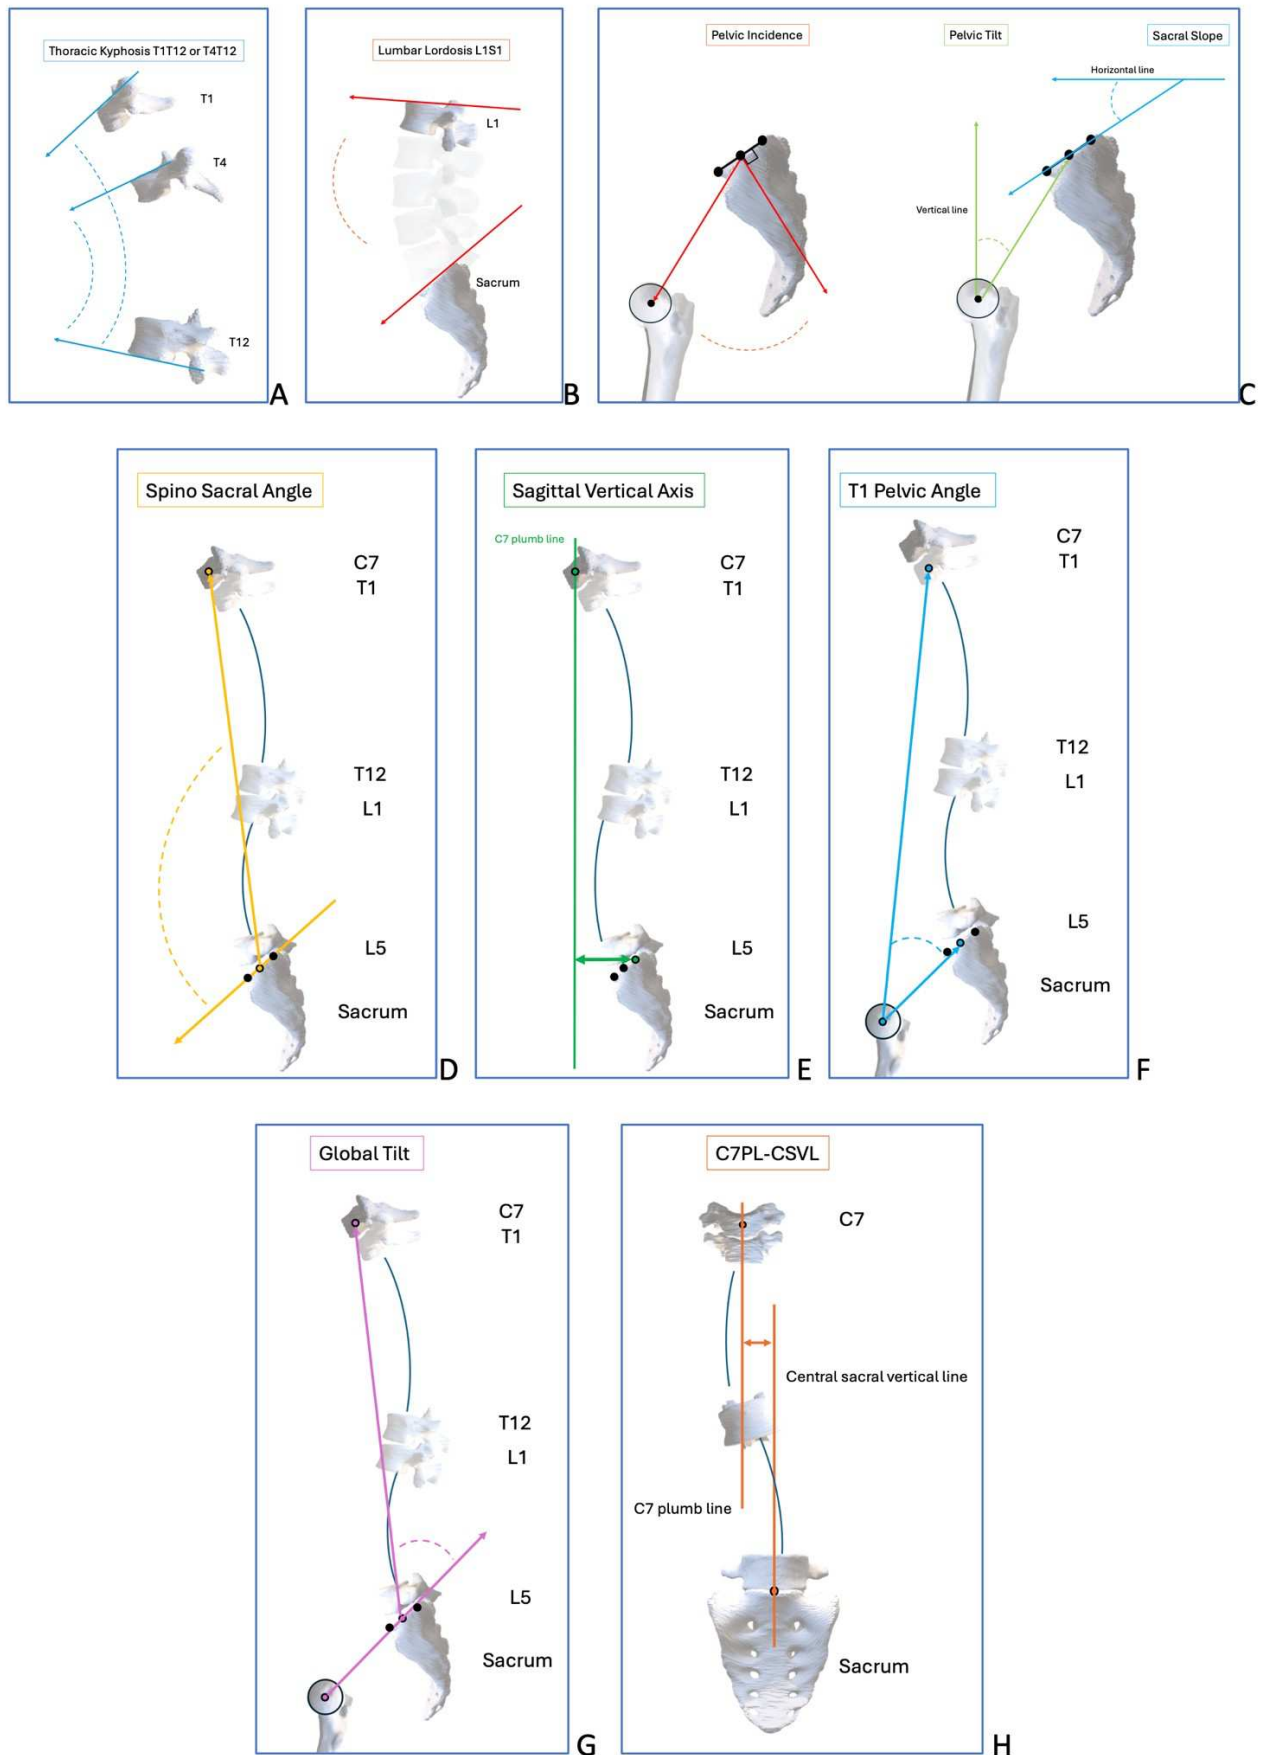 Thoracic Kyphosis T1T12 or T4T12
T1
T4
T12
A
Lumbar Lordosis L1S1
L1
Sacrum
B
Pelvic Incidence
Pelvic Tilt
Sacral Slope
Horizontal line
Vertical line
C
Spino Sacral Angle
C7
T1
T12
L1
L5
Sacrum
D
Sagittal Vertical Axis
C7 plumb line
C7
T1
T12
L1
L5
Sacrum
E
T1 Pelvic Angle
C7
T1
T12
L1
L5
Sacrum
F
Global Tilt
C7
T1
T12
L1
L5
Sacrum
G
C7PL-CSVL
C7
Central sacral vertical line
C7 plumb line
Sacrum
H